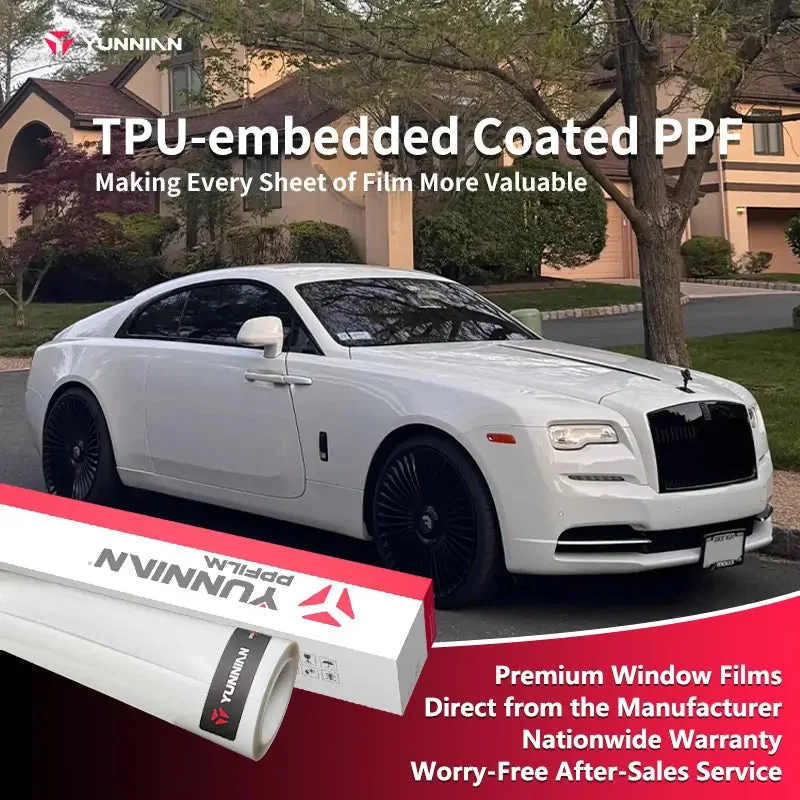 YUNNIAN
TPU-embedded Coated PPF
Making Every Sheet of Film More Valuable
YUNNIAN
PPFILM
YUNNIAN
Premium Window Films
Direct from the Manufacturer
Nationwide Warranty
Worry-Free After-Sales Service